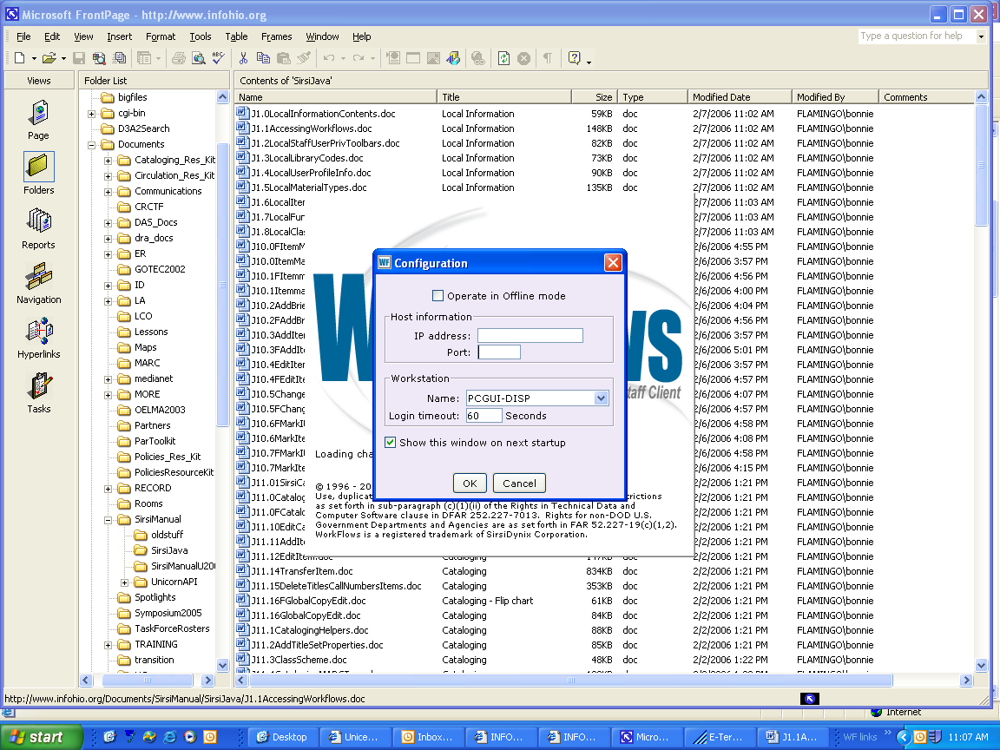 Microsoft FrontPage - http://www.infohio.org
File Edit View Insert Format Tools Table Frames Window Help
Type a question for help
Views
Page
Folders
Reports
Navigation
Hyperlinks
Tasks
Folder List
bigfiles
cgi-bin
D3A2Search
Documents
Cataloging_Res_Kit
Circulation_Res_Kit
Communications
CRCTF
DAS_Docs
dra_docs
ER
GOTEC2002
ID
LA
LCO
Lessons
Maps
MARC
medianet
MORE
OELMA2003
Partners
ParToolkit
Policies_Res_Kit
PoliciesResourceKit
RECORD
Rooms
SirsiManual
oldstuff
SirsiJava
SirsiManualU20
UnicornAPI
Spotlights
Symposium2005
TaskForceRosters
TRAINING
transition
Contents of 'SirsiJava'
Name Title Size Type Modified Date Modified By Comments
J1.0LocalInformationContents.doc Local Information 59KB doc 2/7/2006 11:02 AM FLAMINGO\bonnie
J1.1AccessingWorkflows.doc Local Information 148KB doc 2/7/2006 11:02 AM FLAMINGO\bonnie
J1.2LocalStaffUserPrivToolbars.doc Local Information 82KB doc 2/7/2006 11:02 AM FLAMINGO\bonnie
J1.3LocalLibraryCodes.doc Local Information 73KB doc 2/7/2006 11:02 AM FLAMINGO\bonnie
J1.4LocalUserProfileInfo.doc Local Information 90KB doc 2/7/2006 11:02 AM FLAMINGO\bonnie
J1.5LocalMaterialTypes.doc Local Information 135KB doc 2/7/2006 11:02 AM FLAMINGO\bonnie
J1.6LocalIter 2/7/2006 11:03 AM FLAMINGO\bonnie
J1.7LocalFun 2/7/2006 11:03 AM FLAMINGO\bonnie
J1.8LocalClas 2/7/2006 11:03 AM FLAMINGO\bonnie
J10.0FItemM 2/6/2006 4:55 PM FLAMINGO\bonnie
J10.0ItemMa 2/6/2006 3:57 PM FLAMINGO\bonnie
J10.1FItemm 2/6/2006 4:56 PM FLAMINGO\bonnie
J10.1Itemma 2/6/2006 4:00 PM FLAMINGO\bonnie
J10.2AddBrie 2/6/2006 4:04 PM FLAMINGO\bonnie
J10.2FAddBr 2/6/2006 4:56 PM FLAMINGO\bonnie
J10.3AddIter 2/6/2006 3:57 PM FLAMINGO\bonnie
J10.3FAddIte 2/6/2006 5:01 PM FLAMINGO\bonnie
J10.4EditIter 2/6/2006 3:57 PM FLAMINGO\bonnie
J10.4FEditIte 2/6/2006 4:57 PM FLAMINGO\bonnie
J10.5Change 2/6/2006 4:07 PM FLAMINGO\bonnie
J10.5FChang 2/6/2006 4:57 PM FLAMINGO\bonnie
J10.6FMarkIt 2/6/2006 4:58 PM FLAMINGO\bonnie
J10.6MarkIte 2/6/2006 4:08 PM FLAMINGO\bonnie
J10.7FMarkIt 2/6/2006 4:58 PM FLAMINGO\bonnie
J10.7MarkIte 2/6/2006 4:15 PM FLAMINGO\bonnie
J11.01SirsiCa 2/2/2006 1:21 PM FLAMINGO\bonnie
J11.0Catalog 2/2/2006 1:21 PM FLAMINGO\bonnie
J11.0FCatalo 2/2/2006 1:21 PM FLAMINGO\bonnie
J11.10EditCa 2/2/2006 1:21 PM FLAMINGO\bonnie
J11.11AddIte 2/2/2006 1:21 PM FLAMINGO\bonnie
J11.12EditItem.doc Cataloging 147KB doc 2/2/2006 1:21 PM FLAMINGO\bonnie
J11.14TransferItem.doc Cataloging 834KB doc 2/2/2006 1:21 PM FLAMINGO\bonnie
J11.15DeleteTitlesCallNumbersItems.doc Cataloging 353KB doc 2/2/2006 1:21 PM FLAMINGO\bonnie
J11.16FGlobalCopyEdit.doc Cataloging - Flip chart 61KB doc 2/2/2006 1:21 PM FLAMINGO\bonnie
J11.16GlobalCopyEdit.doc Cataloging 84KB doc 2/2/2006 1:21 PM FLAMINGO\bonnie
J11.1CatalogingHelpers.doc Cataloging 88KB doc 2/2/2006 1:21 PM FLAMINGO\bonnie
J11.2AddTitleSetProperties.doc Cataloging 85KB doc 2/2/2006 1:21 PM FLAMINGO\bonnie
J11.3ClassScheme.doc Cataloging 48KB doc 2/2/2006 1:22 PM FLAMINGO\bonnie
W
ws
taff Client
Loading cha
© 1996 - 20
Use, duplicat rictions
as set forth in sub-paragraph (c)(1)(ii) of the Rights in Technical Data and
Computer Software clause in DFAR 252.227-7013. Rights for non-DOD U.S.
Government Departments and Agencies are as set forth in FAR 52.227-19(c)(1,2).
WorkFlows is a registered trademark of SirsiDynix Corporation.
WF Configuration
Operate in Offline mode
Host information
IP address:
Port:
Workstation
Name: PCGUI-DISP
Login timeout: 60 Seconds
Show this window on next startup
OK Cancel
http://www.infohio.org/Documents/SirsiManual/SirsiJava/J1.1AccessingWorkflows.doc
Internet
start Desktop Unice... Inbox... INFO... INFO... Micro... E-Ter... J1.1A... WF links » 11:07 AM